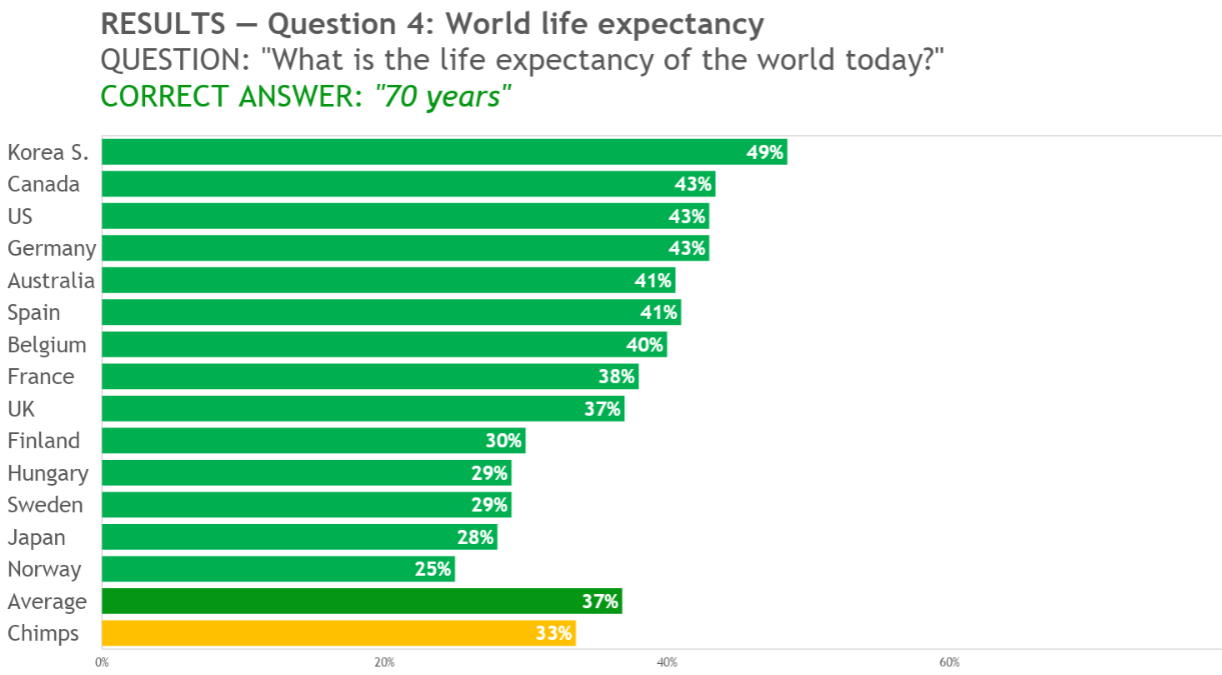 RESULTS — Question 4: World life expectancy
QUESTION: "What is the life expectancy of the world today?"
CORRECT ANSWER: "70 years"
Korea S. 49%
Canada 43%
US 43%
Germany 43%
Australia 41%
Spain 41%
Belgium 40%
France 38%
UK 37%
Finland 30%
Hungary 29%
Sweden 29%
Japan 28%
Norway 25%
Average 37%
Chimps 33%
0% 20% 40% 60%